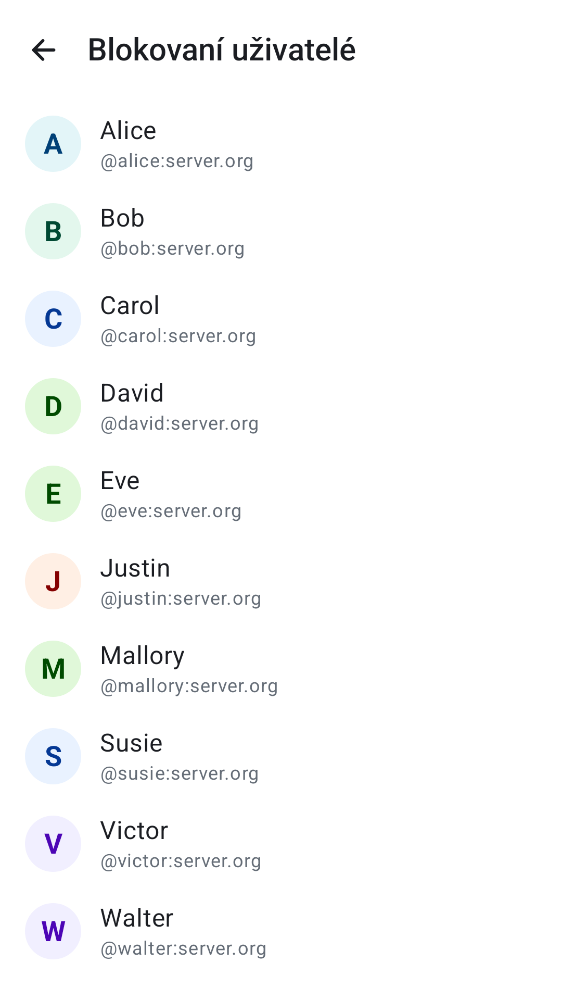 Blokovaní uživatelé
A
Alice
@alice:server.org
B
Bob
@bob:server.org
C
Carol
@carol:server.org
D
David
@david:server.org
E
Eve
@eve:server.org
J
Justin
@justin:server.org
M
Mallory
@mallory:server.org
S
Susie
@susie:server.org
V
Victor
@victor:server.org
W
Walter
@walter:server.org